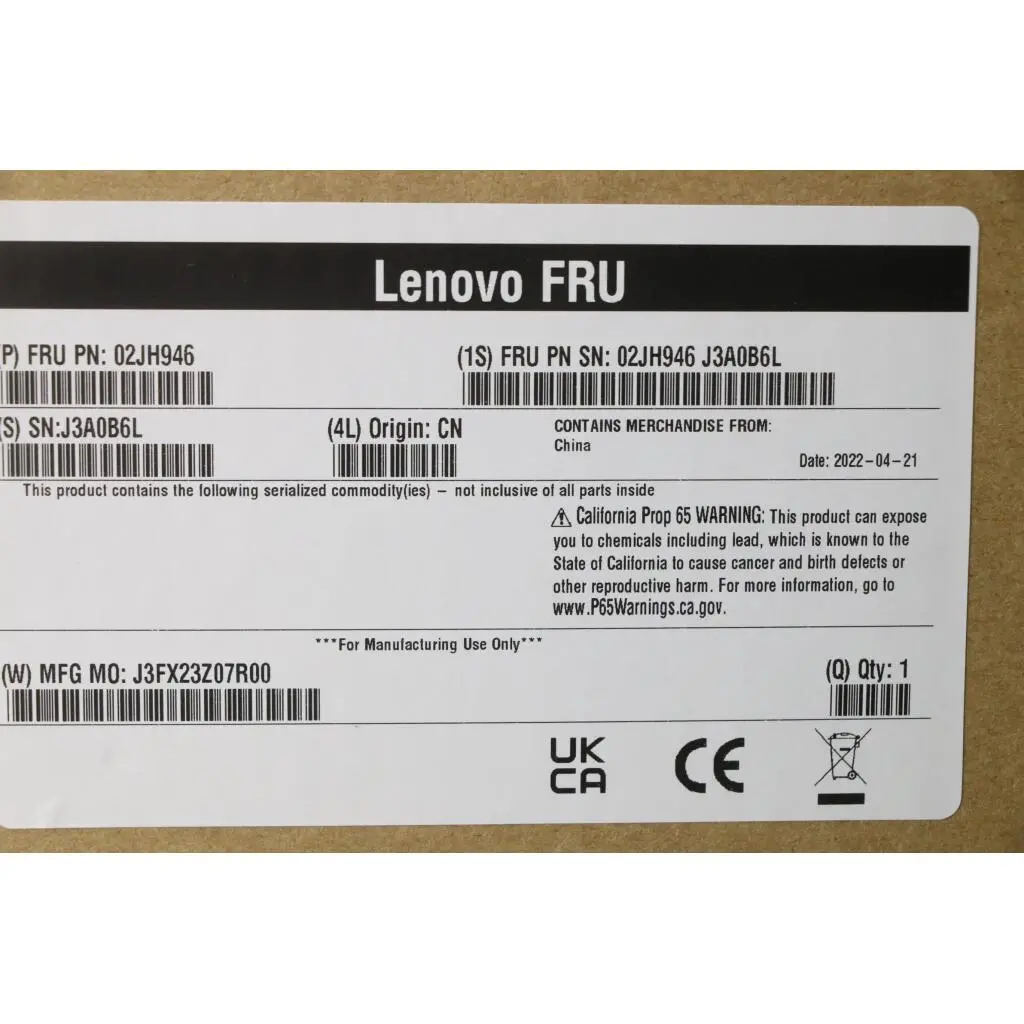 Lenovo FRU
(P) FRU PN: 02JH946
(1S) FRU PN SN: 02JH946 J3A0B6L
(S) SN:J3A0B6L
(4L) Origin: CN
CONTAINS MERCHANDISE FROM:
China
Date: 2022-04-21
This product contains the following serialized commodity(ies) – not inclusive of all parts inside
⚠ California Prop 65 WARNING: This product can expose
you to chemicals including lead, which is known to the
State of California to cause cancer and birth defects or
other reproductive harm. For more information, go to
www.P65Warnings.ca.gov.
***For Manufacturing Use Only***
(W) MFG MO: J3FX23Z07R00
(Q) Qty: 1
UK
CA
CE